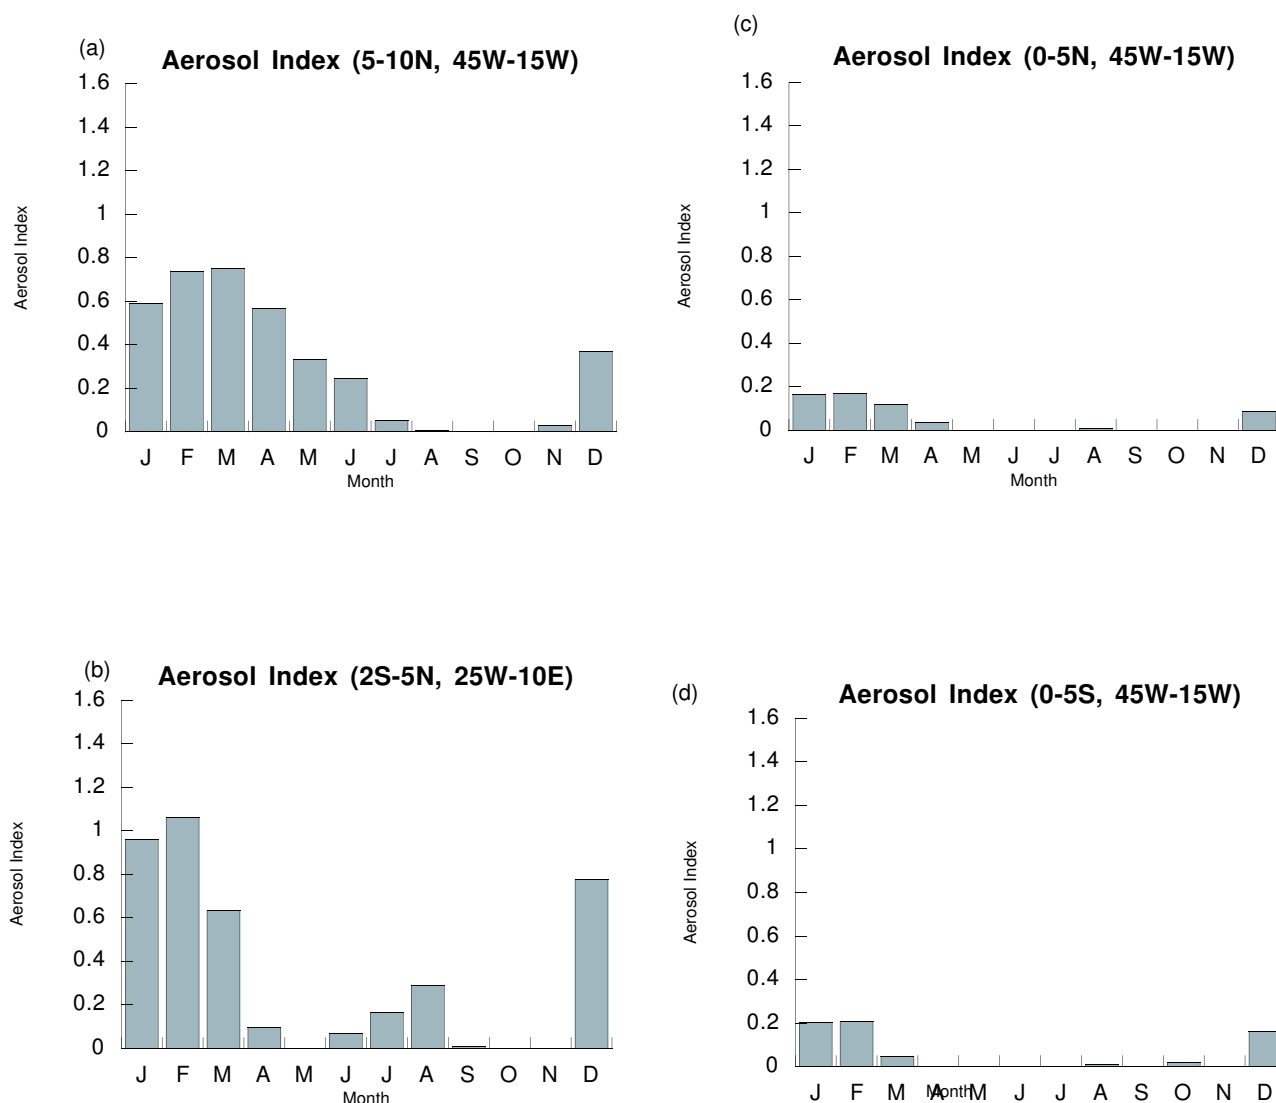 (a)
Aerosol Index (5-10N, 45W-15W)
1.6
1.4
1.2
1
0.8
0.6
0.4
0.2
0
Aerosol Index
J F M A M J J A S O N D
Month
(c)
Aerosol Index (0-5N, 45W-15W)
1.6
1.4
1.2
1
0.8
0.6
0.4
0.2
0
Aerosol Index
J F M A M J J A S O N D
Month
(b)
Aerosol Index (2S-5N, 25W-10E)
1.6
1.4
1.2
1
0.8
0.6
0.4
0.2
0
Aerosol Index
J F M A M J J A S O N D
Month
(d)
Aerosol Index (0-5S, 45W-15W)
1.6
1.4
1.2
1
0.8
0.6
0.4
0.2
0
Aerosol Index
J F M A M J J A S O N D
Month